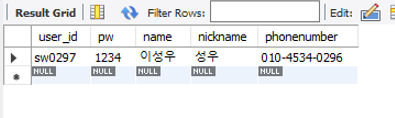 Result Grid Filter Rows: Edit:
user_id pw name nickname phonenumber
sw0297 1234 이성우 성우 010-4534-0296
NULL NULL NULL NULL NULL